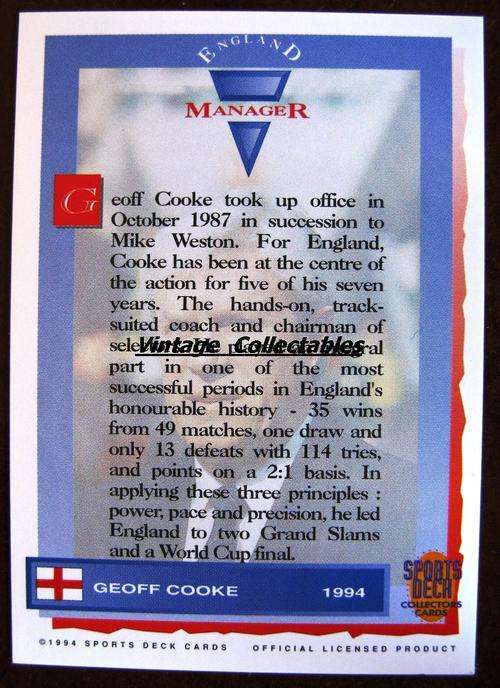 ENGLAND
MANAGER
Geoff Cooke took up office in
October 1987 in succession to
Mike Weston. For England,
Cooke has been at the centre of
the action for five of his seven
years. The hands-on, track-
suited coach and chairman of
Vintage Collectables
part in one of the most
successful periods in England's
honourable history - 35 wins
from 49 matches, one draw and
only 13 defeats with 114 tries,
and points on a 2:1 basis. In
applying these three principles :
power, pace and precision, he led
England to two Grand Slams
and a World Cup final.
GEOFF COOKE 1994
SPORTS
DECK
COLLECTORS
CARDS
©1994 SPORTS DECK CARDS OFFICIAL LICENSED PRODUCT